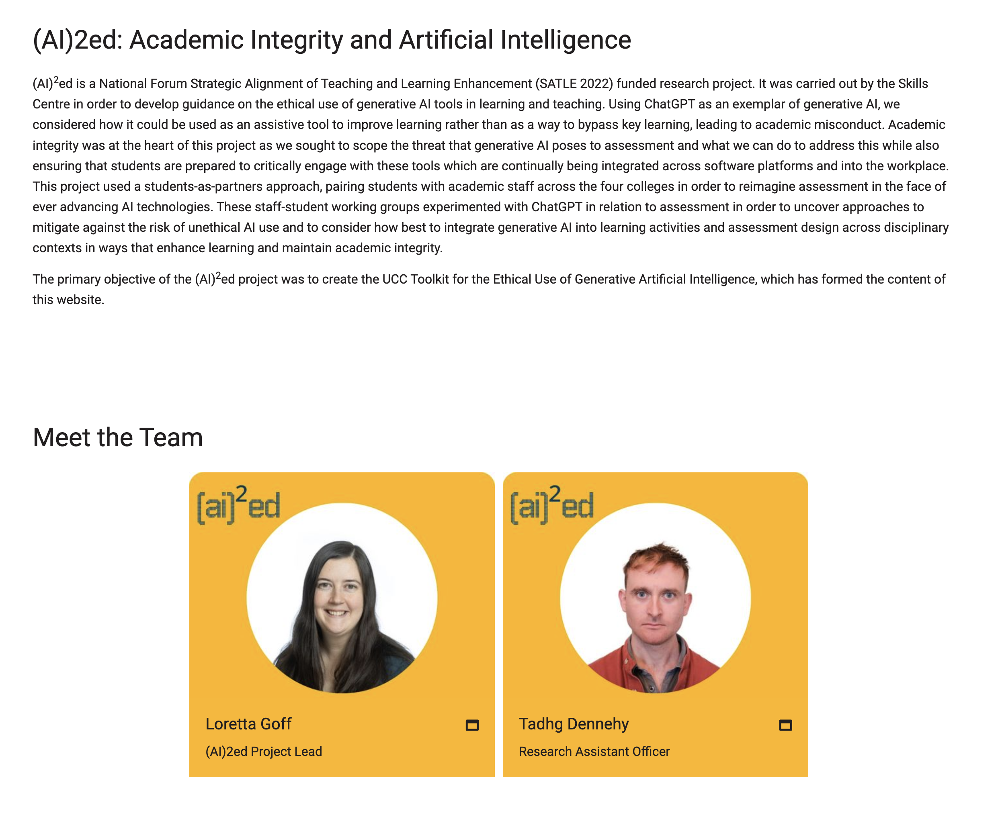 (AI)2ed: Academic Integrity and Artificial Intelligence
(AI)²ed is a National Forum Strategic Alignment of Teaching and Learning Enhancement (SATLE 2022) funded research project. It was carried out by the Skills
Centre in order to develop guidance on the ethical use of generative AI tools in learning and teaching. Using ChatGPT as an exemplar of generative AI, we
considered how it could be used as an assistive tool to improve learning rather than as a way to bypass key learning, leading to academic misconduct. Academic
integrity was at the heart of this project as we sought to scope the threat that generative AI poses to assessment and what we can do to address this while also
ensuring that students are prepared to critically engage with these tools which are continually being integrated across software platforms and into the workplace.
This project used a students-as-partners approach, pairing students with academic staff across the four colleges in order to reimagine assessment in the face of
ever advancing AI technologies. These staff-student working groups experimented with ChatGPT in relation to assessment in order to uncover approaches to
mitigate against the risk of unethical AI use and to consider how best to integrate generative AI into learning activities and assessment design across disciplinary
contexts in ways that enhance learning and maintain academic integrity.
The primary objective of the (AI)²ed project was to create the UCC Toolkit for the Ethical Use of Generative Artificial Intelligence, which has formed the content of
this website.
Meet the Team
[ai]²ed
Loretta Goff
(AI)2ed Project Lead
[ai]²ed
Tadhg Dennehy
Research Assistant Officer